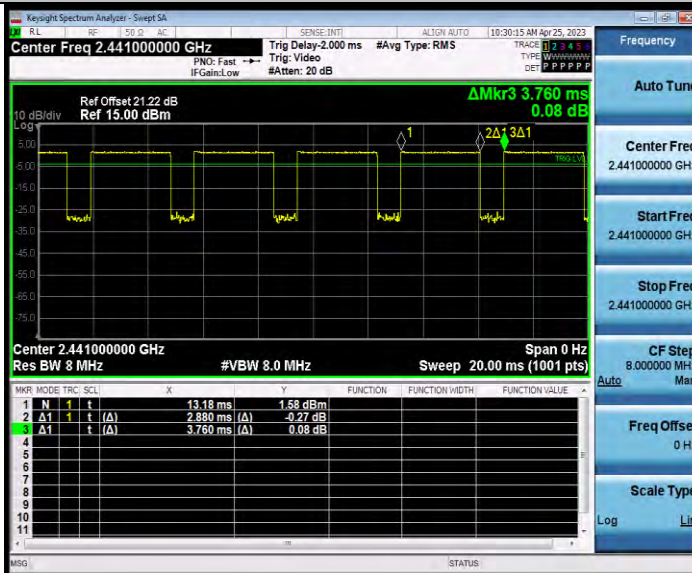 Keysight Spectrum Analyzer - Swept SA
RL RF 50 Ω AC SENSE:INT ALIGN AUTO 10:30:15 AM Apr 25, 2023
Center Freq 2.441000000 GHz
PNO: Fast
IFGain:Low
Trig Delay-2.000 ms
Trig: Video
#Atten: 20 dB
#Avg Type: RMS
TRACE 1 2 3 4 5 6
TYPE WWWWWW
DET P P P P P P
ΔMkr3 3.760 ms
0.08 dB
Ref Offset 21.22 dB
10 dB/div Ref 15.00 dBm
Log
1 2Δ1 3Δ1
TRIG LVL
5.00
-5.00
-15.0
-25.0
-35.0
-45.0
-55.0
-65.0
-75.0
Center 2.441000000 GHz Span 0 Hz
Res BW 8 MHz #VBW 8.0 MHz Sweep 20.00 ms (1001 pts)
MKR MODE TRC SCL X Y FUNCTION FUNCTION WIDTH FUNCTION VALUE
1 N 1 t 13.18 ms 1.58 dBm
2 Δ1 1 t (Δ) 2.880 ms (Δ) -0.27 dB
3 Δ1 t (Δ) 3.760 ms (Δ) 0.08 dB
4
5
6
7
8
9
10
11
MSG STATUS
Frequency
Auto Tune
Center Freq
2.441000000 GH
Start Freq
2.441000000 GH
Stop Freq
2.441000000 GH
CF Step
8.000000 MH
Auto Man
Freq Offset
0 H
Scale Type
Log Lin